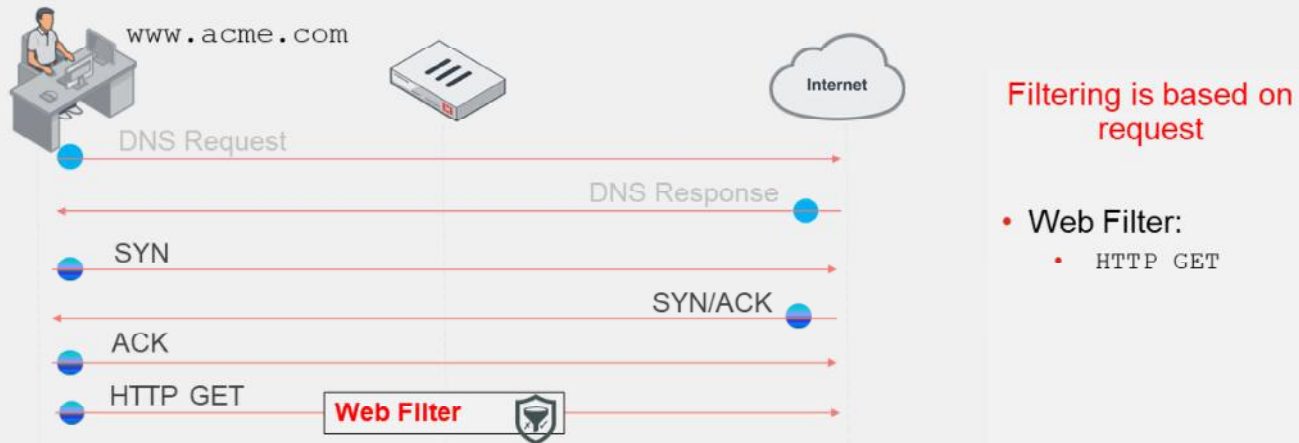 www.acme.com
Internet
DNS Request
DNS Response
SYN
SYN/ACK
ACK
HTTP GET
Web Filter
Filtering is based on
request
• Web Filter:
• HTTP GET